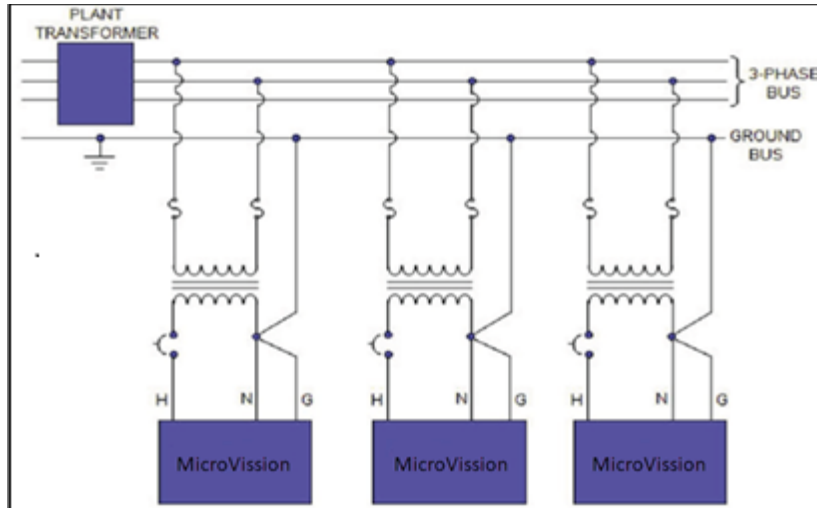 PLANT
TRANSFORMER
3-PHASE
BUS
GROUND
BUS
H N G H N G H N G
MicroVission MicroVission MicroVission